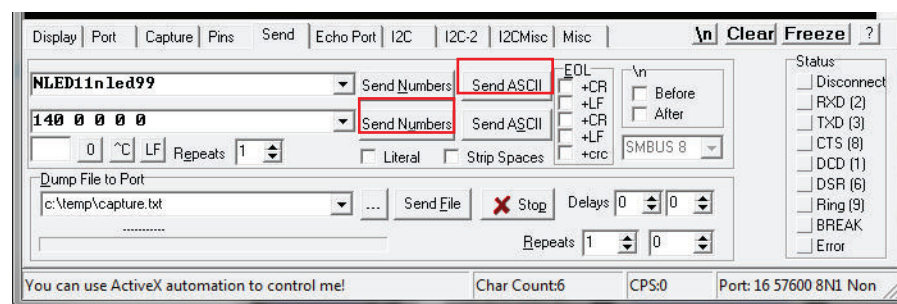 Display Port Capture Pins Send Echo Port I2C I2C-2 I2CMisc Misc \n Clear Freeze ?
NLED11nled99 Send Numbers Send ASCII
140 0 0 0 0 Send Numbers Send ASCII
0 ^C LF Repeats 1 Literal Strip Spaces
EOL
+CR
+LF
+CR
+LF
+crc
\n
Before
After
SMBUS 8
Dump File to Port
c:\temp\capture.txt ... Send File Stop Delays 0 0
Repeats 1 0
Status
Disconnect
RXD (2)
TXD (3)
CTS (8)
DCD (1)
DSR (6)
Ring (9)
BREAK
Error
You can use ActiveX automation to control me! Char Count:6 CPS:0 Port: 16 57600 8N1 Non